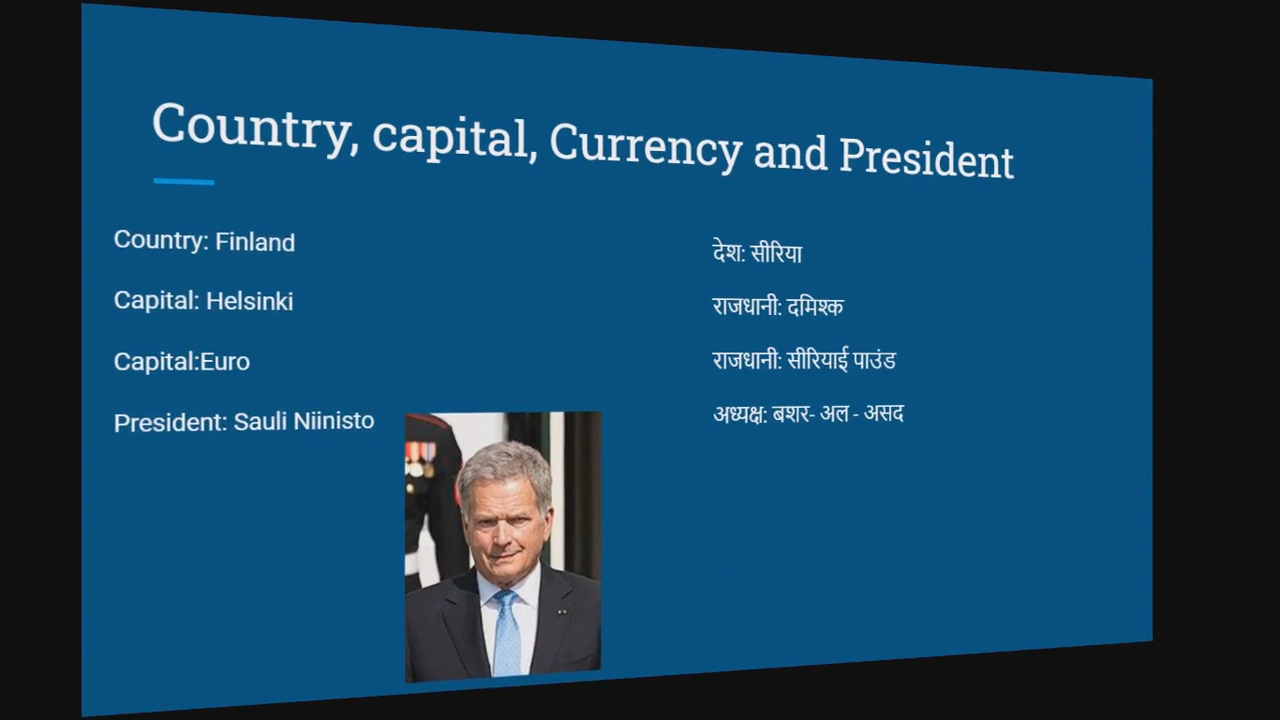 Country, capital, Currency and President
Country: Finland
Capital: Helsinki
Capital:Euro
President: Sauli Niinisto
देश: सीरिया
राजधानी: दमिश्क
राजधानी: सीरियाई पाउंड
अध्यक्ष: बशर- अल - असद